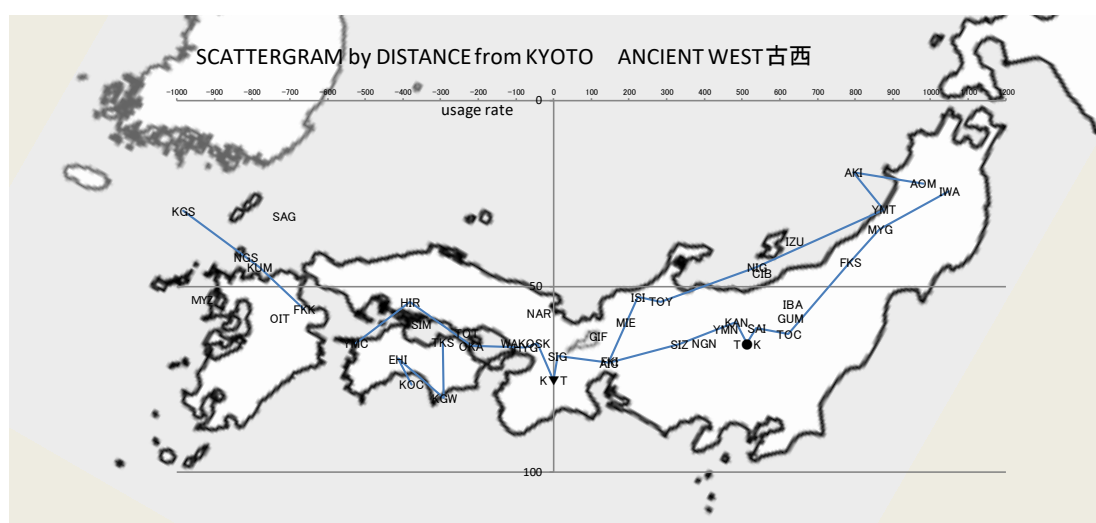 SCATTERGRAM by DISTANCE from KYOTO ANCIENT WEST古西
-1000 -900 -800 -700 -600 -500 -400 -300 -200 -100 0 100 200 300 400 500 600 700 800 900 1000 1100 1200
usage rate
AKI
AOM
IWA
KGS
SAG
YMT
MYG
IZU
NGS
KUM
NIG
CIB
FKS
50
MYZ
FKK
HIR
ISI
TOY
IBA
OIT
SIM
NAR
MIE
GUM
KAN
YMN
SAI
TOT
TOC
YMC
TKS
OKA
HYG
WAK
OSK
GIF
SIZ
NGN
T●K
EHI
SIG
FKI
AIC
KOC
K▼T
KGW
100